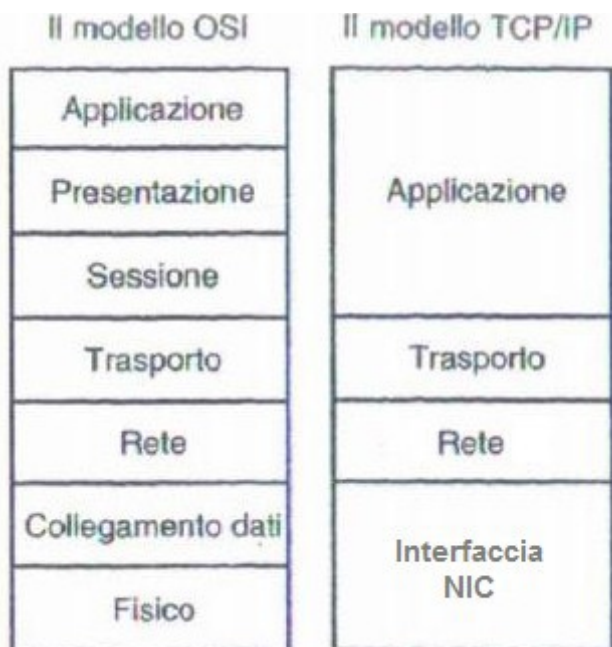 Il modello OSI
Applicazione
Presentazione
Sessione
Trasporto
Rete
Collegamento dati
Fisico
Il modello TCP/IP
Applicazione
Trasporto
Rete
Interfaccia
NIC